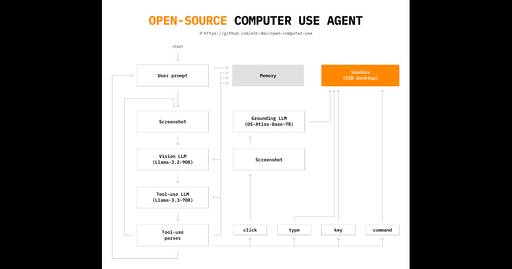 OPEN-SOURCE COMPUTER USE AGENT
https://github.com/e2b-dev/open-computer-use
START
User prompt
Memory
Sandbox
(E2B Desktop)
Screenshot
Grounding LLM
(OS-Atlas-Base-7B)
Vision LLM
(Llama-3.2-90B)
Screenshot
Tool-use LLM
(Llama-3.3-70B)
Tool-use
parses
click
type
key
command